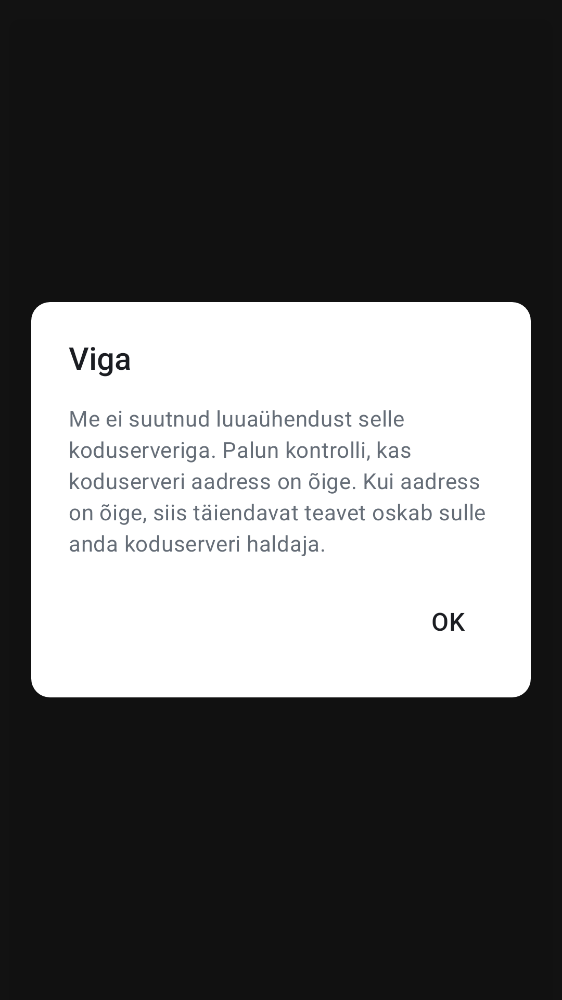 Viga
Me ei suutnud luuaühendust selle
koduserveriga. Palun kontrolli, kas
koduserveri aadress on õige. Kui aadress
on õige, siis täiendavat teavet oskab sulle
anda koduserveri haldaja.
OK